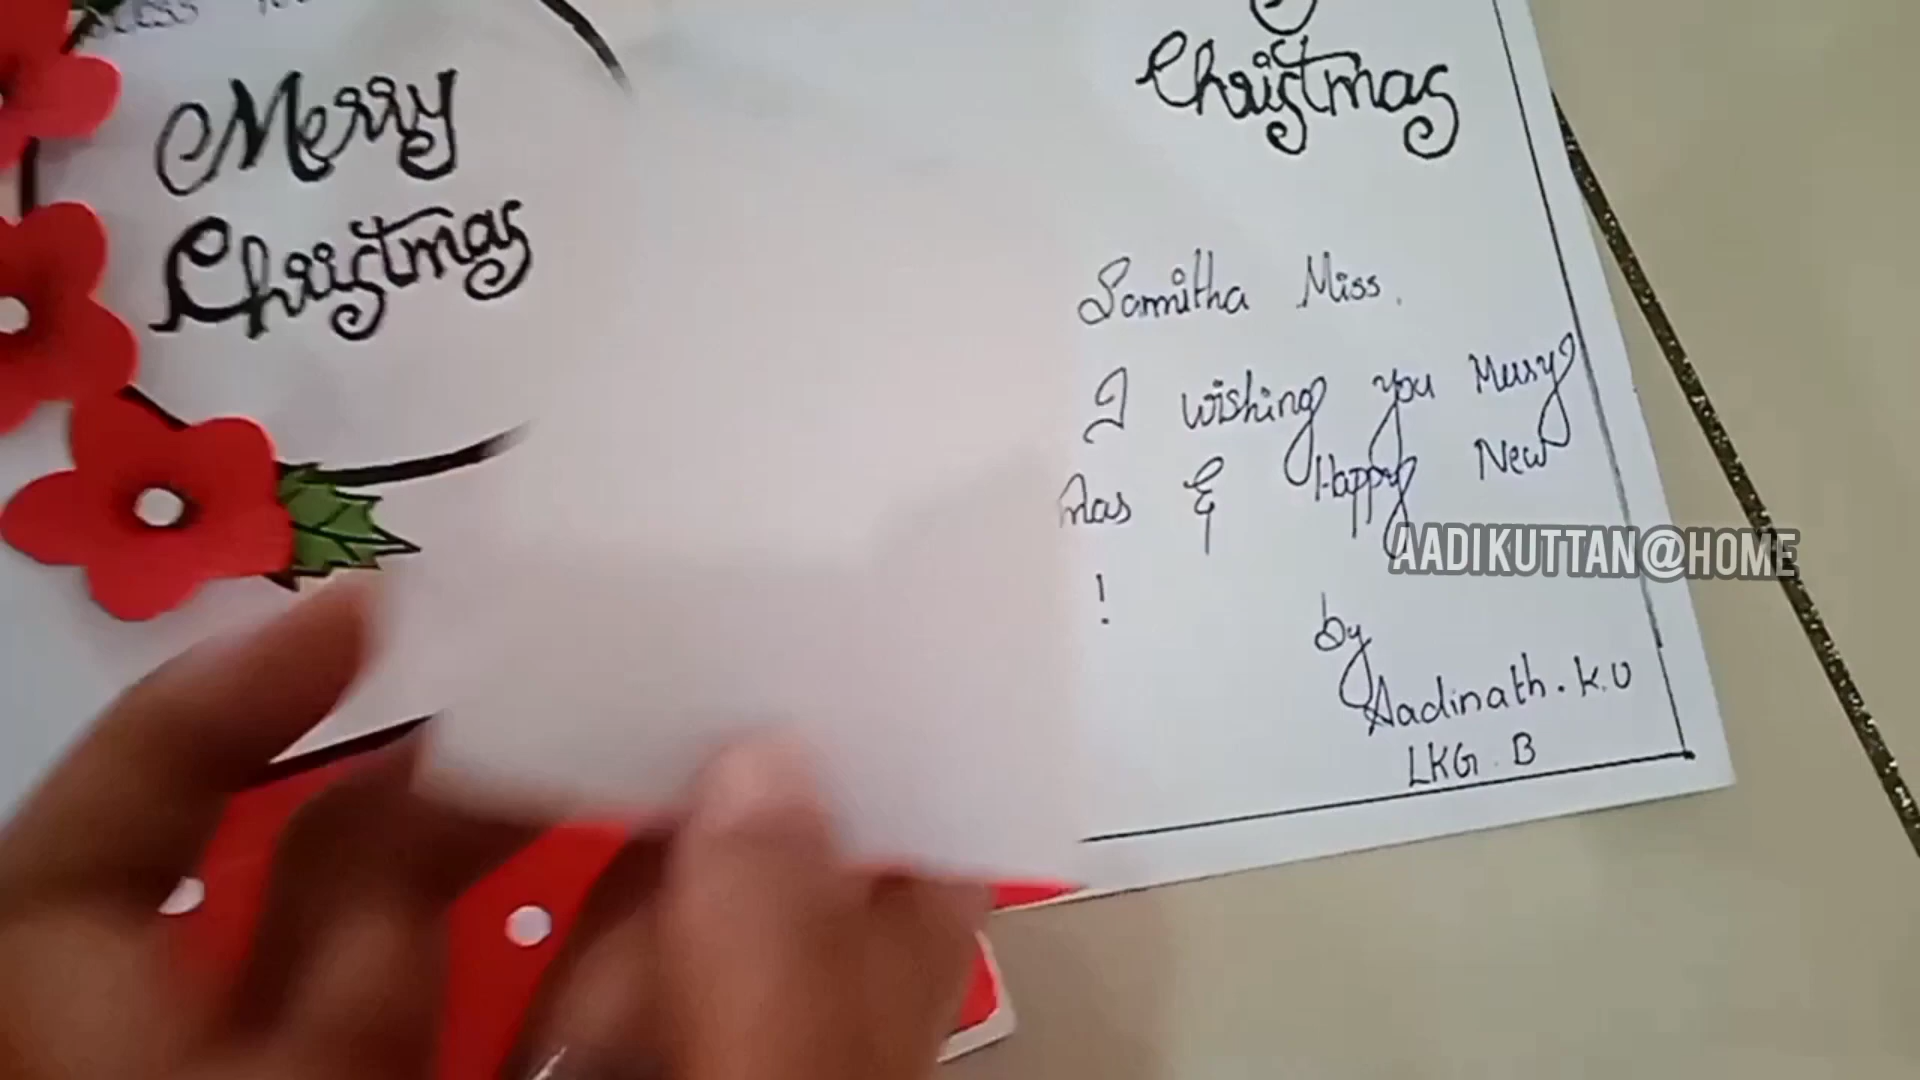 Merry
Christmas
Christmas
Samitha Miss.
I wishing you Merry
mas & Happy New
!
by
Aadinath. K. U
LKG. B
AADIKUTTAN@HOME